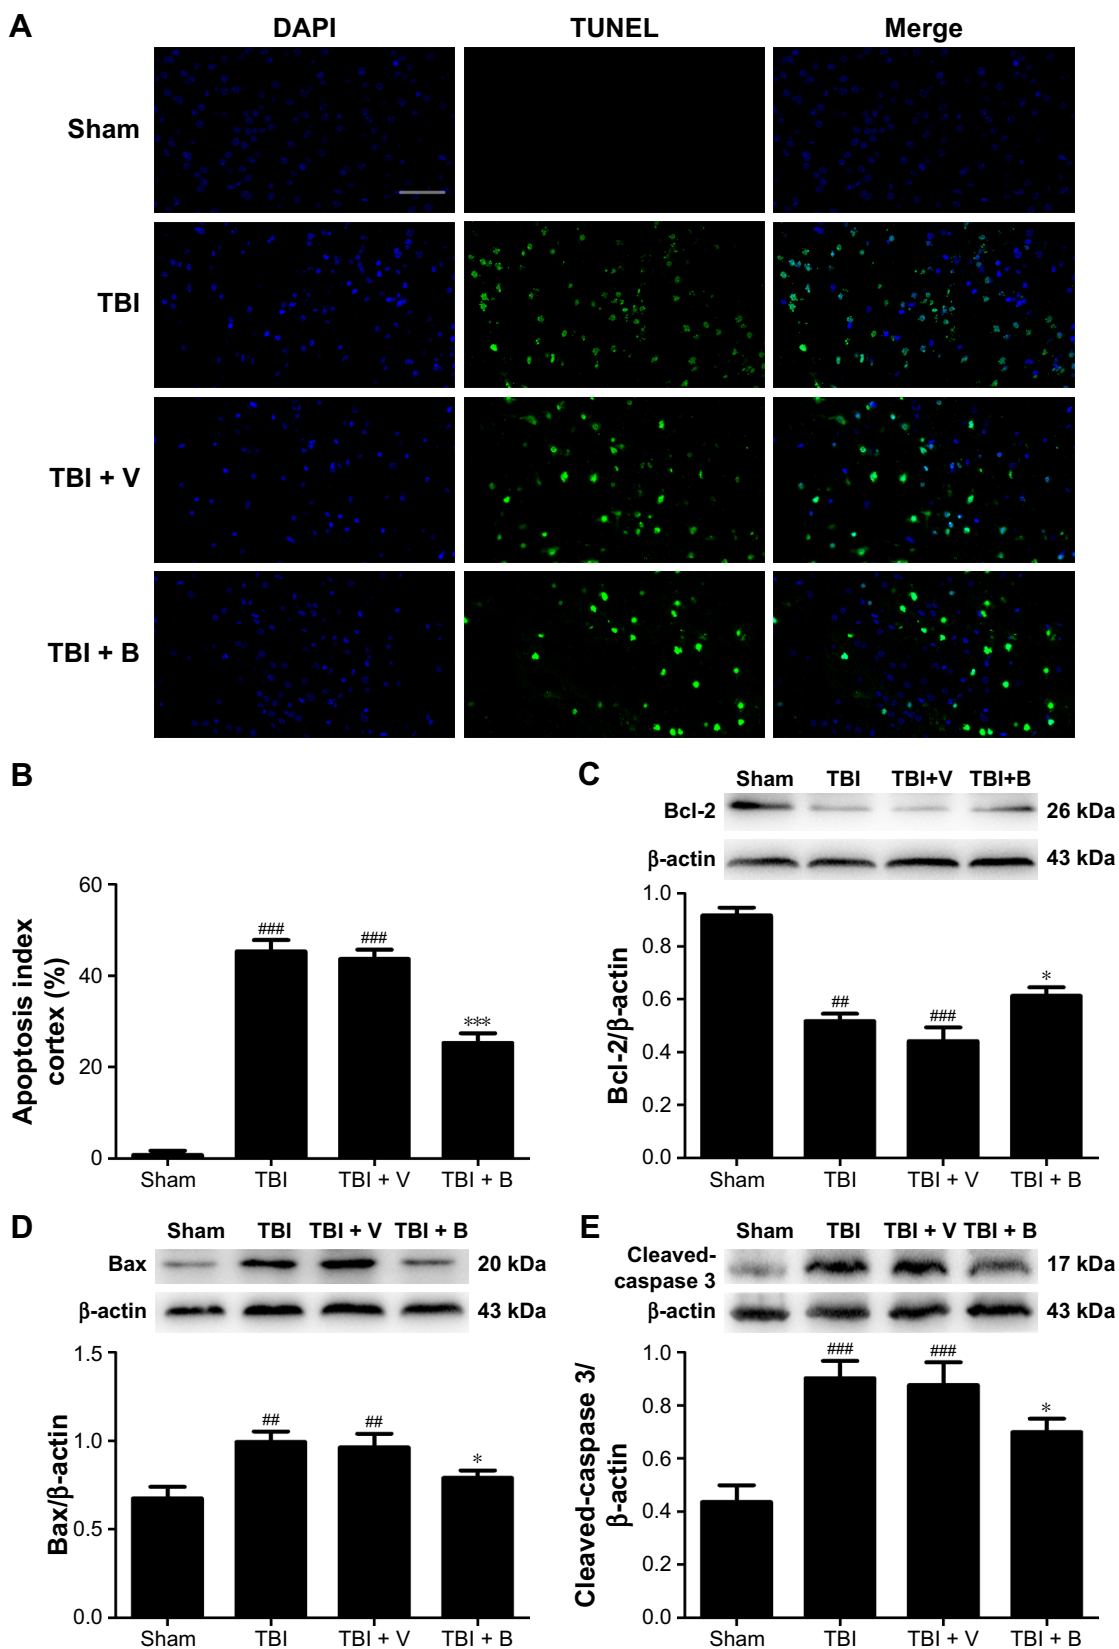 A
DAPI TUNEL Merge
Sham
TBI
TBI + V
TBI + B
B
60
40
20
0
Apoptosis index
cortex (%)
###
###
***
Sham TBI TBI + V TBI + B
C
Sham TBI TBI+V TBI+B
Bcl-2 26 kDa
β-actin 43 kDa
1.0
0.8
0.6
0.4
0.2
0.0
Bcl-2/β-actin
##
###
*
Sham TBI TBI + V TBI + B
D
Sham TBI TBI + V TBI + B
Bax 20 kDa
β-actin 43 kDa
1.5
1.0
0.5
0.0
Bax/β-actin
##
##
*
Sham TBI TBI + V TBI + B
E
Sham TBI TBI + V TBI + B
Cleaved-
caspase 3 17 kDa
β-actin 43 kDa
1.0
0.8
0.6
0.4
0.2
0.0
Cleaved-caspase 3/
β-actin
###
###
*
Sham TBI TBI + V TBI + B